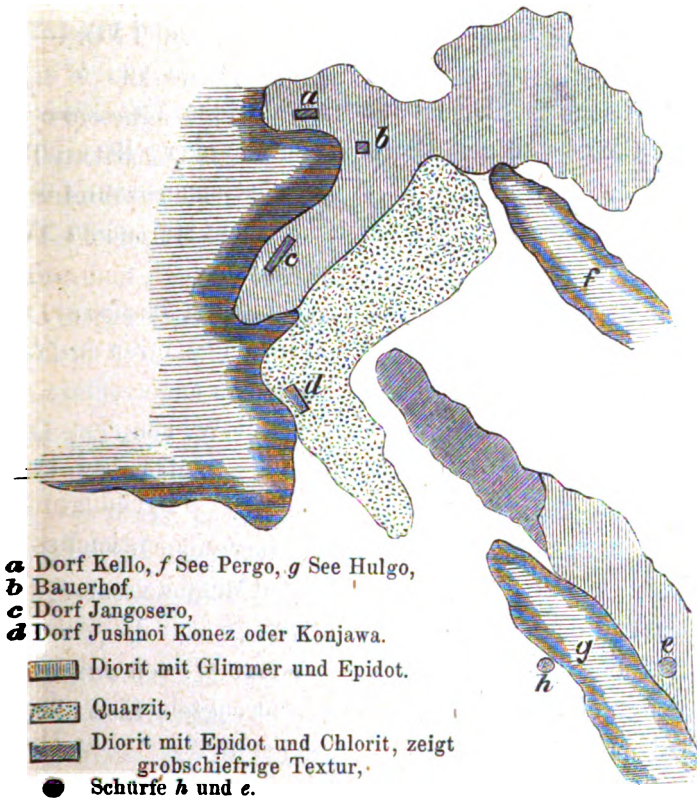 a
b
c
d
f
e
g
h
a Dorf Kello, f See Pergo, g See Hulgo,
b Bauerhof,
c Dorf Jangosero,
d Dorf Jushnoi Konez oder Konjawa.
Diorit mit Glimmer und Epidot.
Quarzit,
Diorit mit Epidot und Chlorit, zeigt
grobschiefrige Textur,
Schürfe h und e.